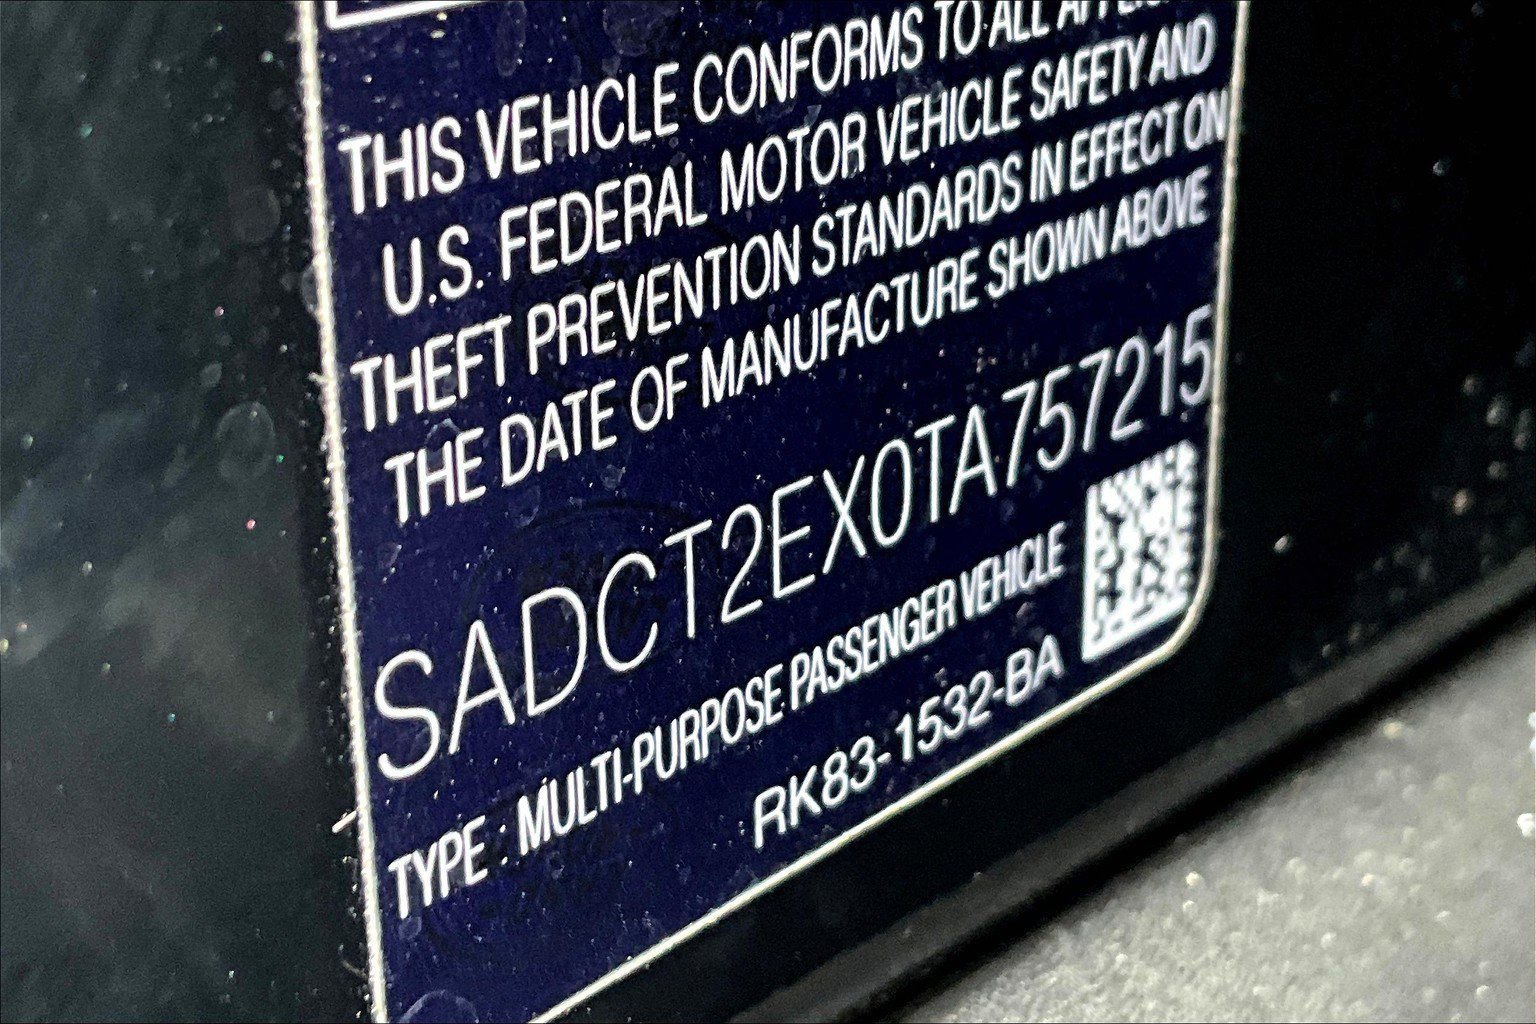 THIS VEHICLE CONFORMS TO ALL
U.S. FEDERAL MOTOR VEHICLE SAFETY AND
THEFT PREVENTION STANDARDS IN EFFECT ON
THE DATE OF MANUFACTURE SHOWN ABOVE
SADCT2EX0TA757215
TYPE : MULTI-PURPOSE PASSENGER VEHICLE
RK83-1532-BA